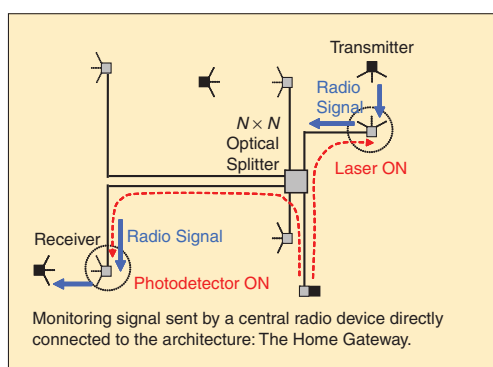 Transmitter
Radio
Signal
N × N
Optical
Splitter
Laser ON
Receiver
Radio Signal
Photodetector ON
Monitoring signal sent by a central radio device directly
connected to the architecture: The Home Gateway.